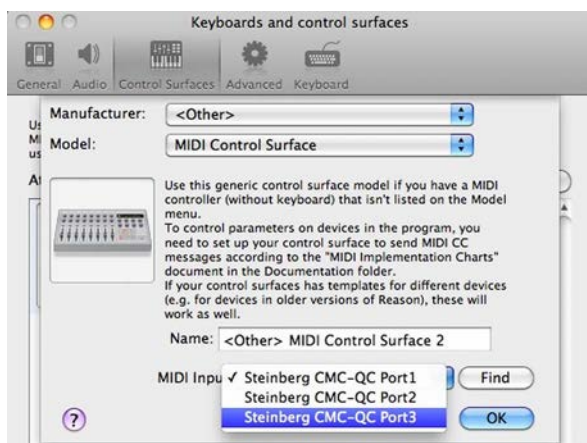 Keyboards and control surfaces
General Audio Control Surfaces Advanced Keyboard
Manufacturer: <Other>
Model: MIDI Control Surface
Use this generic control surface model if you have a MIDI
controller (without keyboard) that isn't listed on the Model
menu.
To control parameters on devices in the program, you
need to set up your control surface to send MIDI CC
messages according to the "MIDI Implementation Charts"
document in the Documentation folder.
If your control surfaces has templates for different devices
(e.g. for devices in older versions of Reason), these will
work as well.
Name: <Other> MIDI Control Surface 2
MIDI Inpu ✓ Steinberg CMC-QC Port1 Find
Steinberg CMC-QC Port2
Steinberg CMC-QC Port3 OK
?